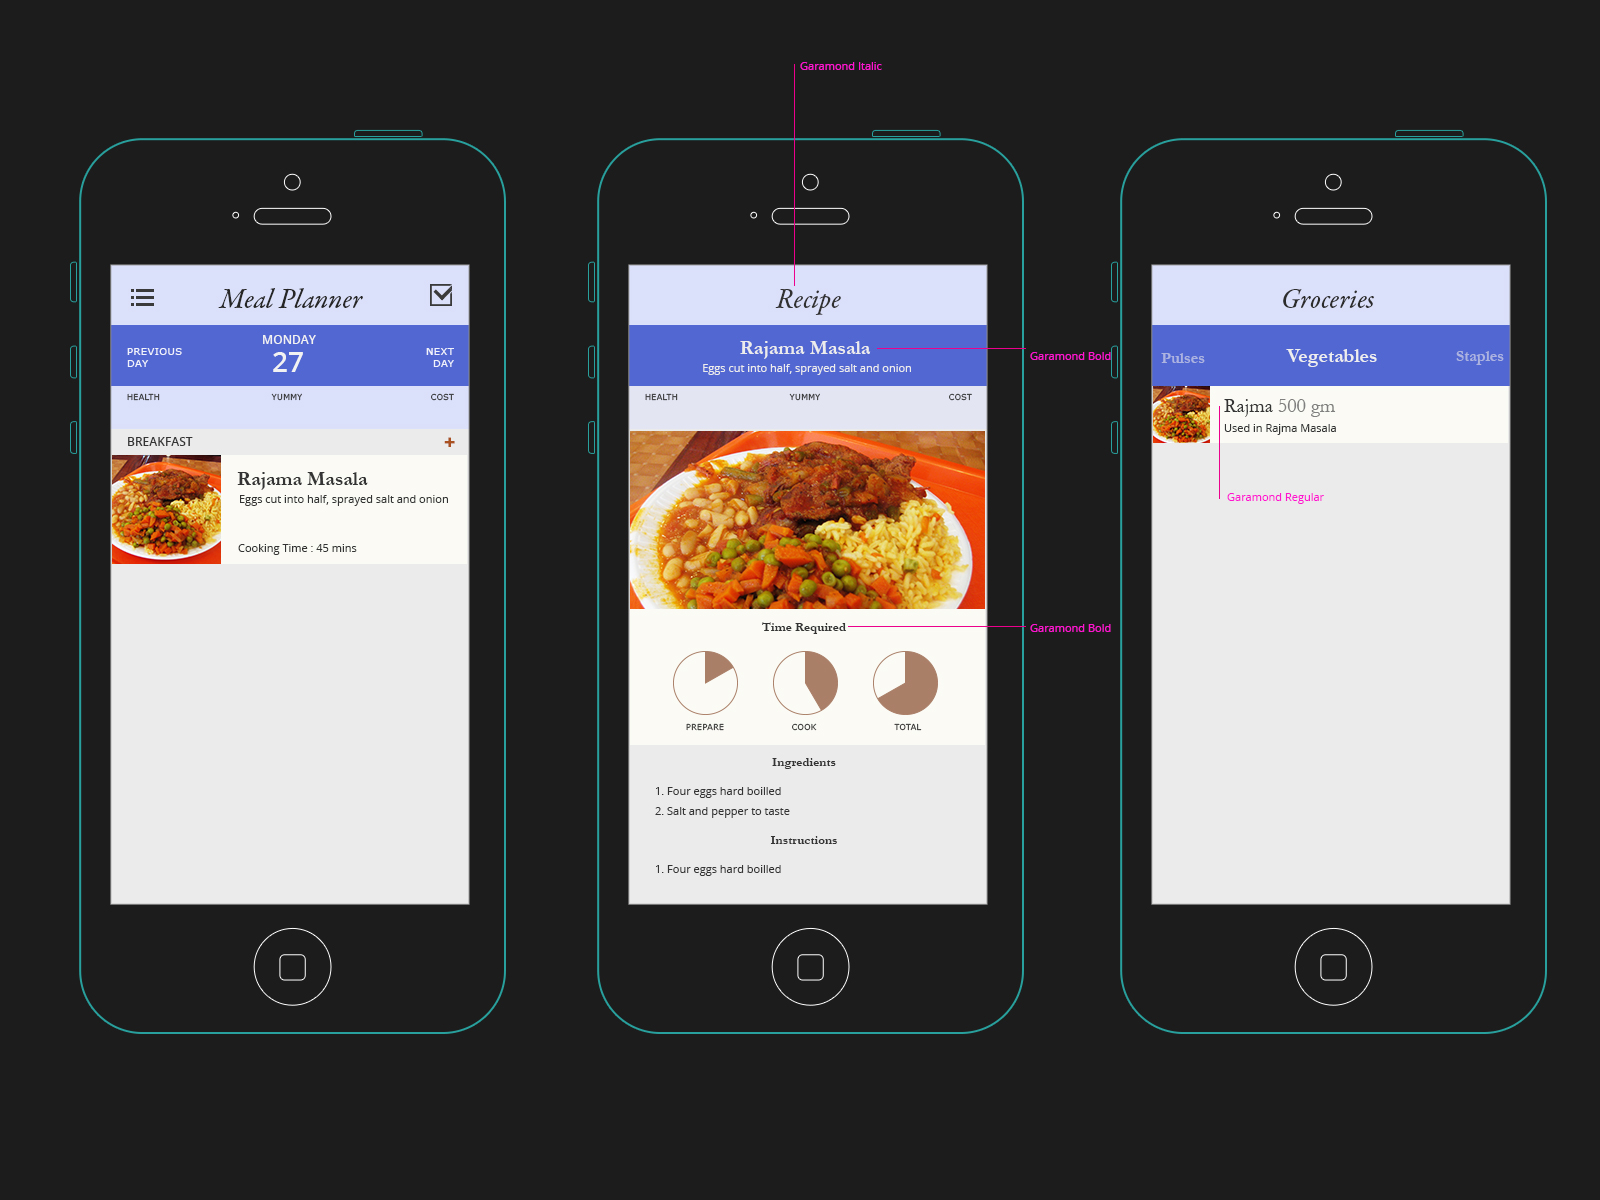 Garamond Italic
Meal Planner
PREVIOUS
DAY
MONDAY
27
NEXT
DAY
HEALTH
YUMMY
COST
BREAKFAST
+
Rajama Masala
Eggs cut into half, sprayed salt and onion
Cooking Time : 45 mins
Recipe
Rajama Masala
Garamond Bold
Eggs cut into half, sprayed salt and onion
HEALTH
YUMMY
COST
Time Required
Garamond Bold
PREPARE
COOK
TOTAL
Ingredients
1. Four eggs hard boilled
2. Salt and pepper to taste
Instructions
1. Four eggs hard boilled
Groceries
Pulses
Vegetables
Staples
Rajma 500 gm
Used in Rajma Masala
Garamond Regular